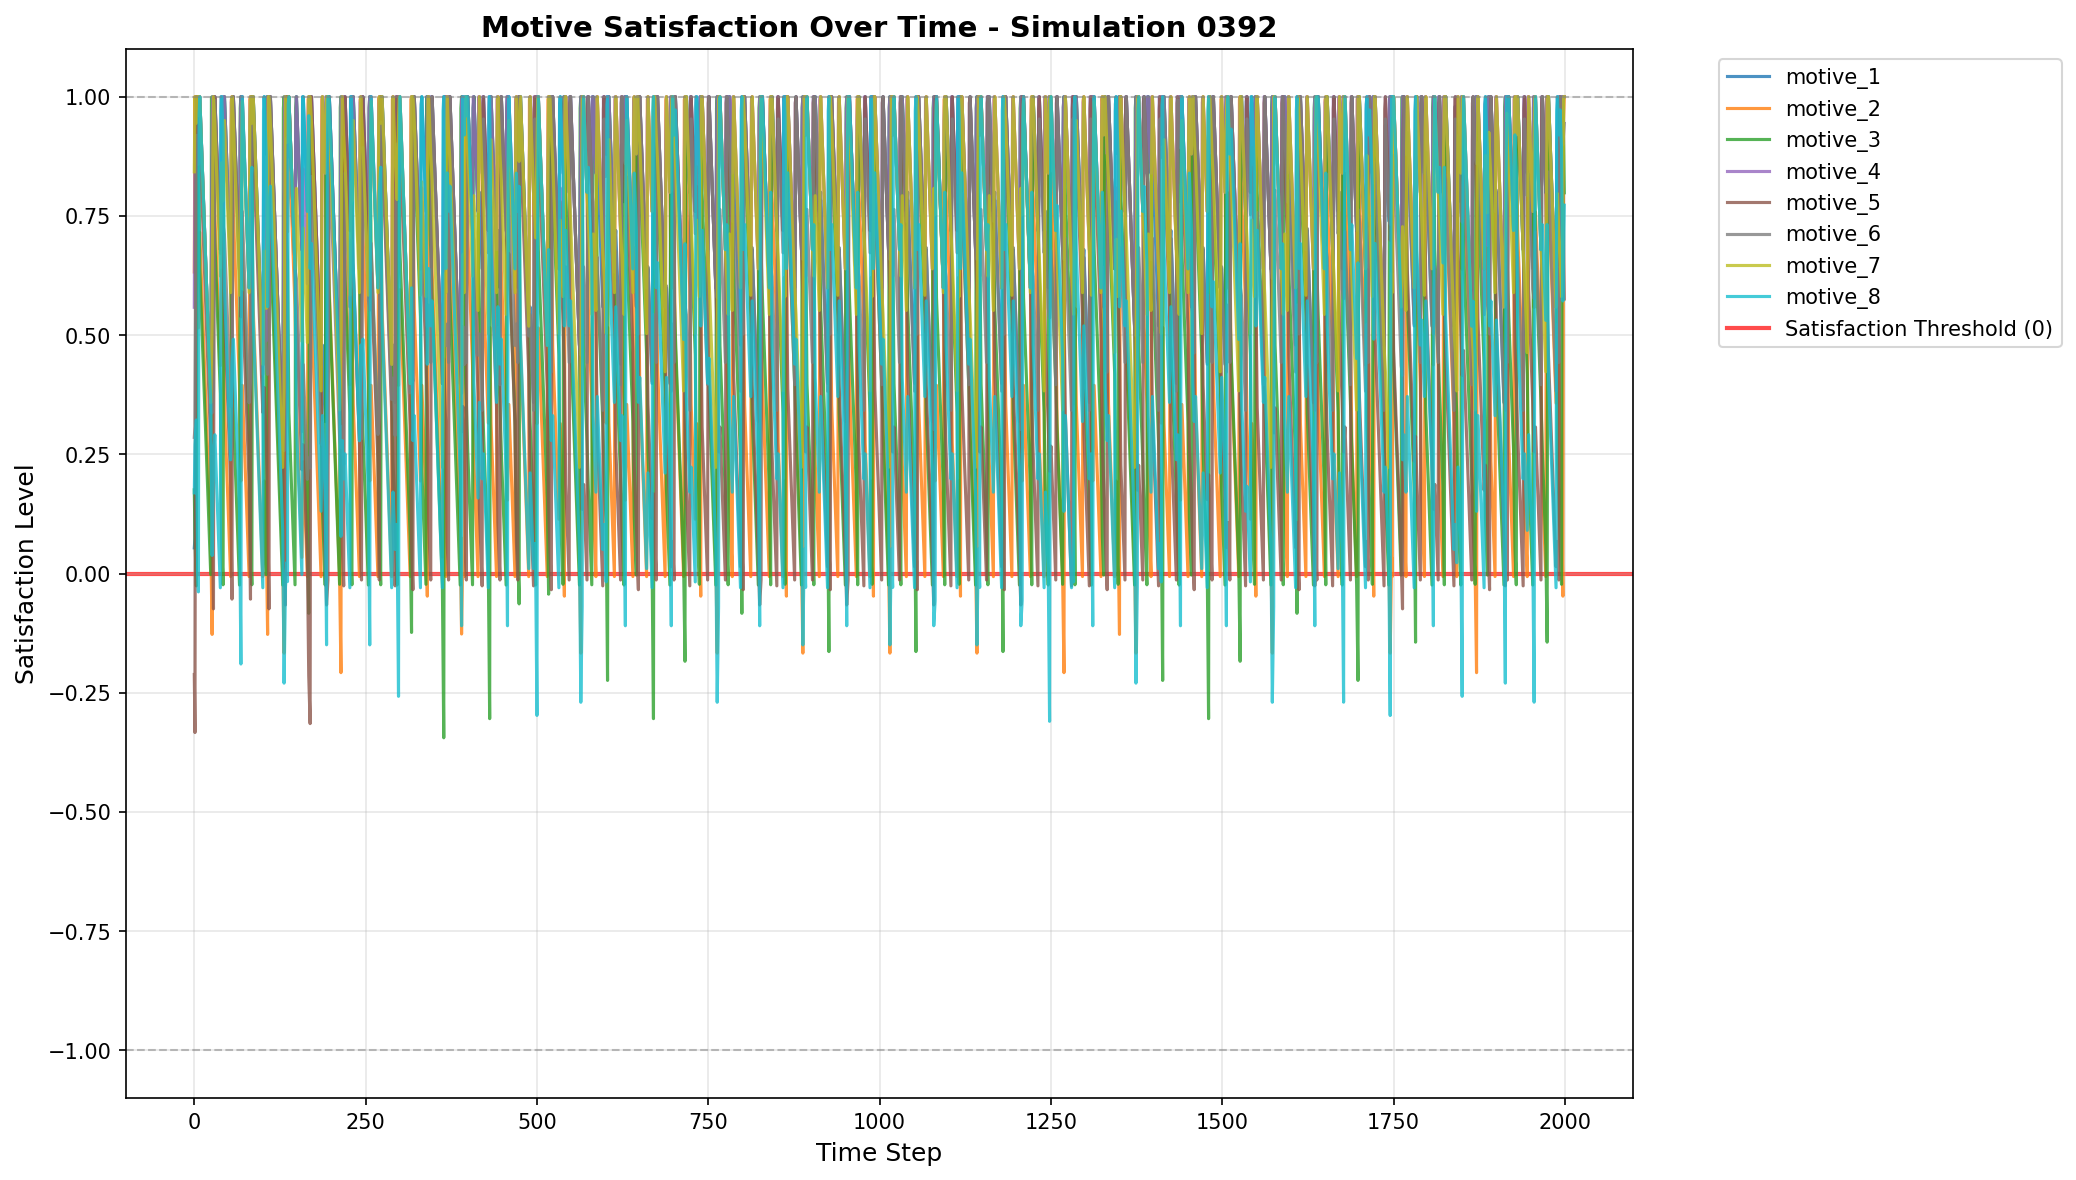 Motive Satisfaction Over Time - Simulation 0392
1.00
0.75
0.50
0.25
0.00
−0.25
−0.50
−0.75
−1.00
Satisfaction Level
0 250 500 750 1000 1250 1500 1750 2000
Time Step
motive_1
motive_2
motive_3
motive_4
motive_5
motive_6
motive_7
motive_8
Satisfaction Threshold (0)